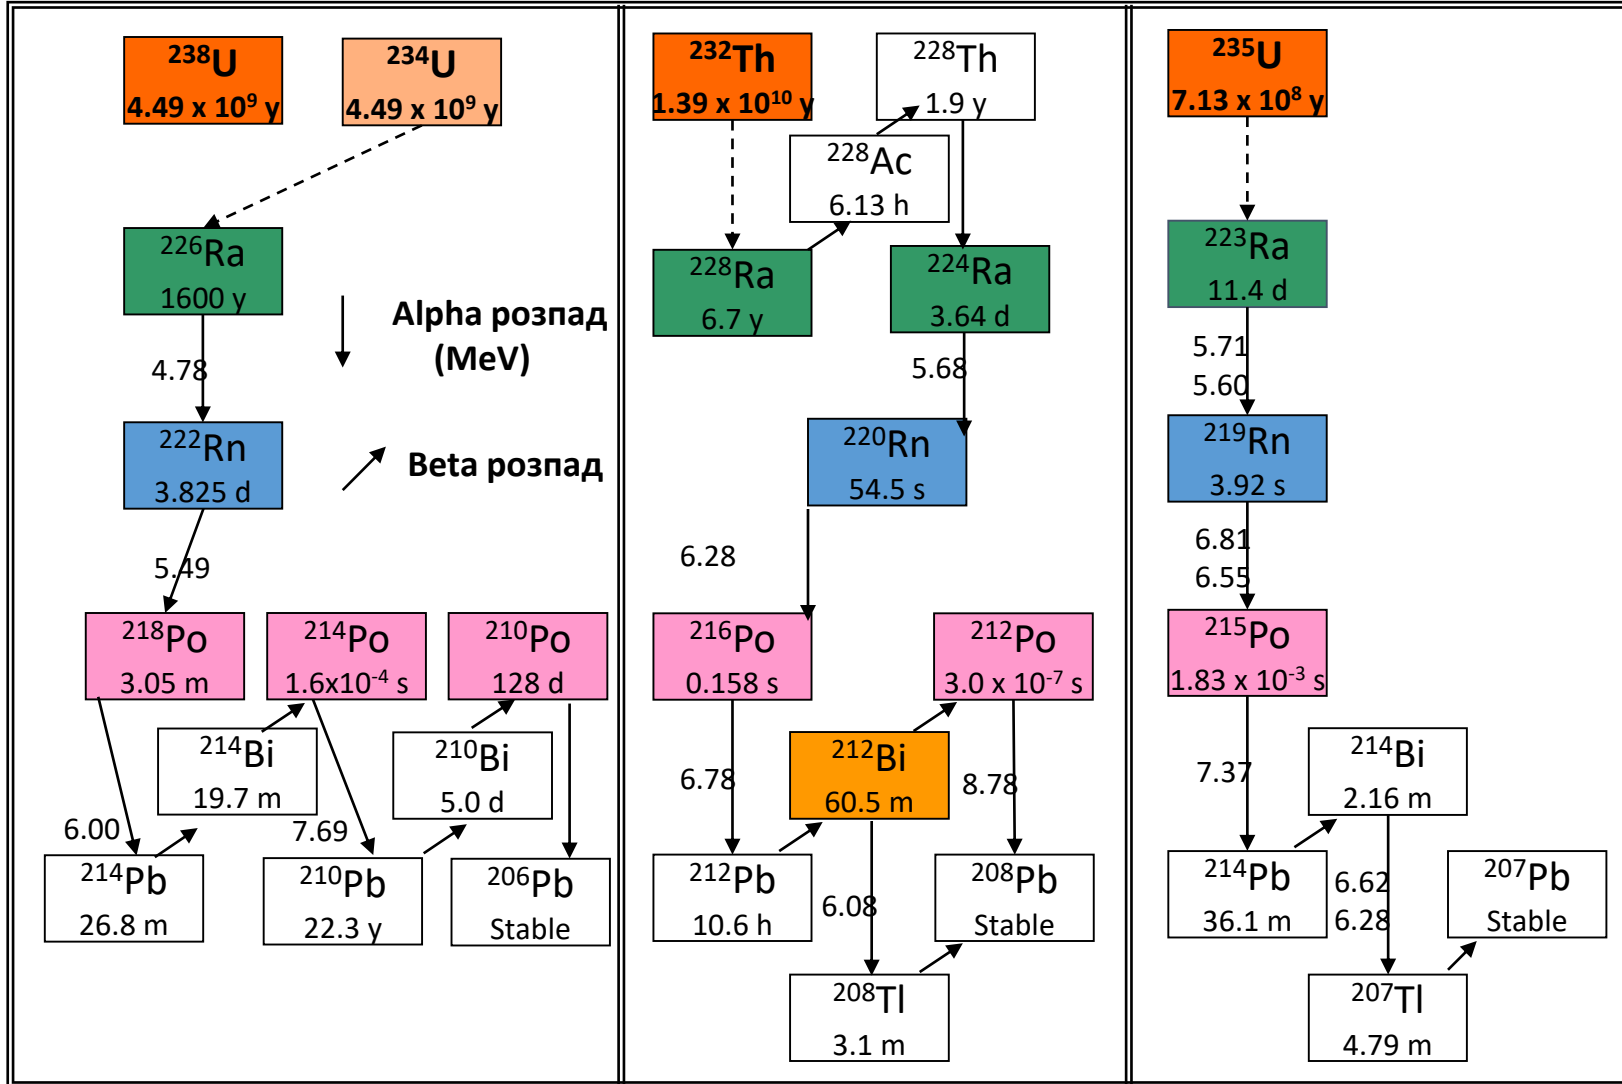 ²³⁸U
4.49 x 10⁹ y
²³⁴U
4.49 x 10⁹ y
²²⁶Ra
1600 y
Alpha розпад
(MeV)
4.78
²²²Rn
3.825 d
Beta розпад
5.49
²¹⁸Po
3.05 m
²¹⁴Po
1.6x10⁻⁴ s
²¹⁰Po
128 d
²¹⁴Bi
19.7 m
²¹⁰Bi
5.0 d
6.00
7.69
²¹⁴Pb
26.8 m
²¹⁰Pb
22.3 y
²⁰⁶Pb
Stable
²³²Th
1.39 x 10¹⁰ y
²²⁸Th
1.9 y
²²⁸Ac
6.13 h
²²⁸Ra
6.7 y
²²⁴Ra
3.64 d
5.68
²²⁰Rn
54.5 s
6.28
²¹⁶Po
0.158 s
²¹²Po
3.0 x 10⁻⁷ s
²¹²Bi
60.5 m
6.78
8.78
²¹²Pb
10.6 h
6.08
²⁰⁸Pb
Stable
²⁰⁸Tl
3.1 m
²³⁵U
7.13 x 10⁸ y
²²³Ra
11.4 d
5.71
5.60
²¹⁹Rn
3.92 s
6.81
6.55
²¹⁵Po
1.83 x 10⁻³ s
²¹⁴Bi
2.16 m
7.37
²¹⁴Pb
36.1 m
6.62
6.28
²⁰⁷Pb
Stable
²⁰⁷Tl
4.79 m